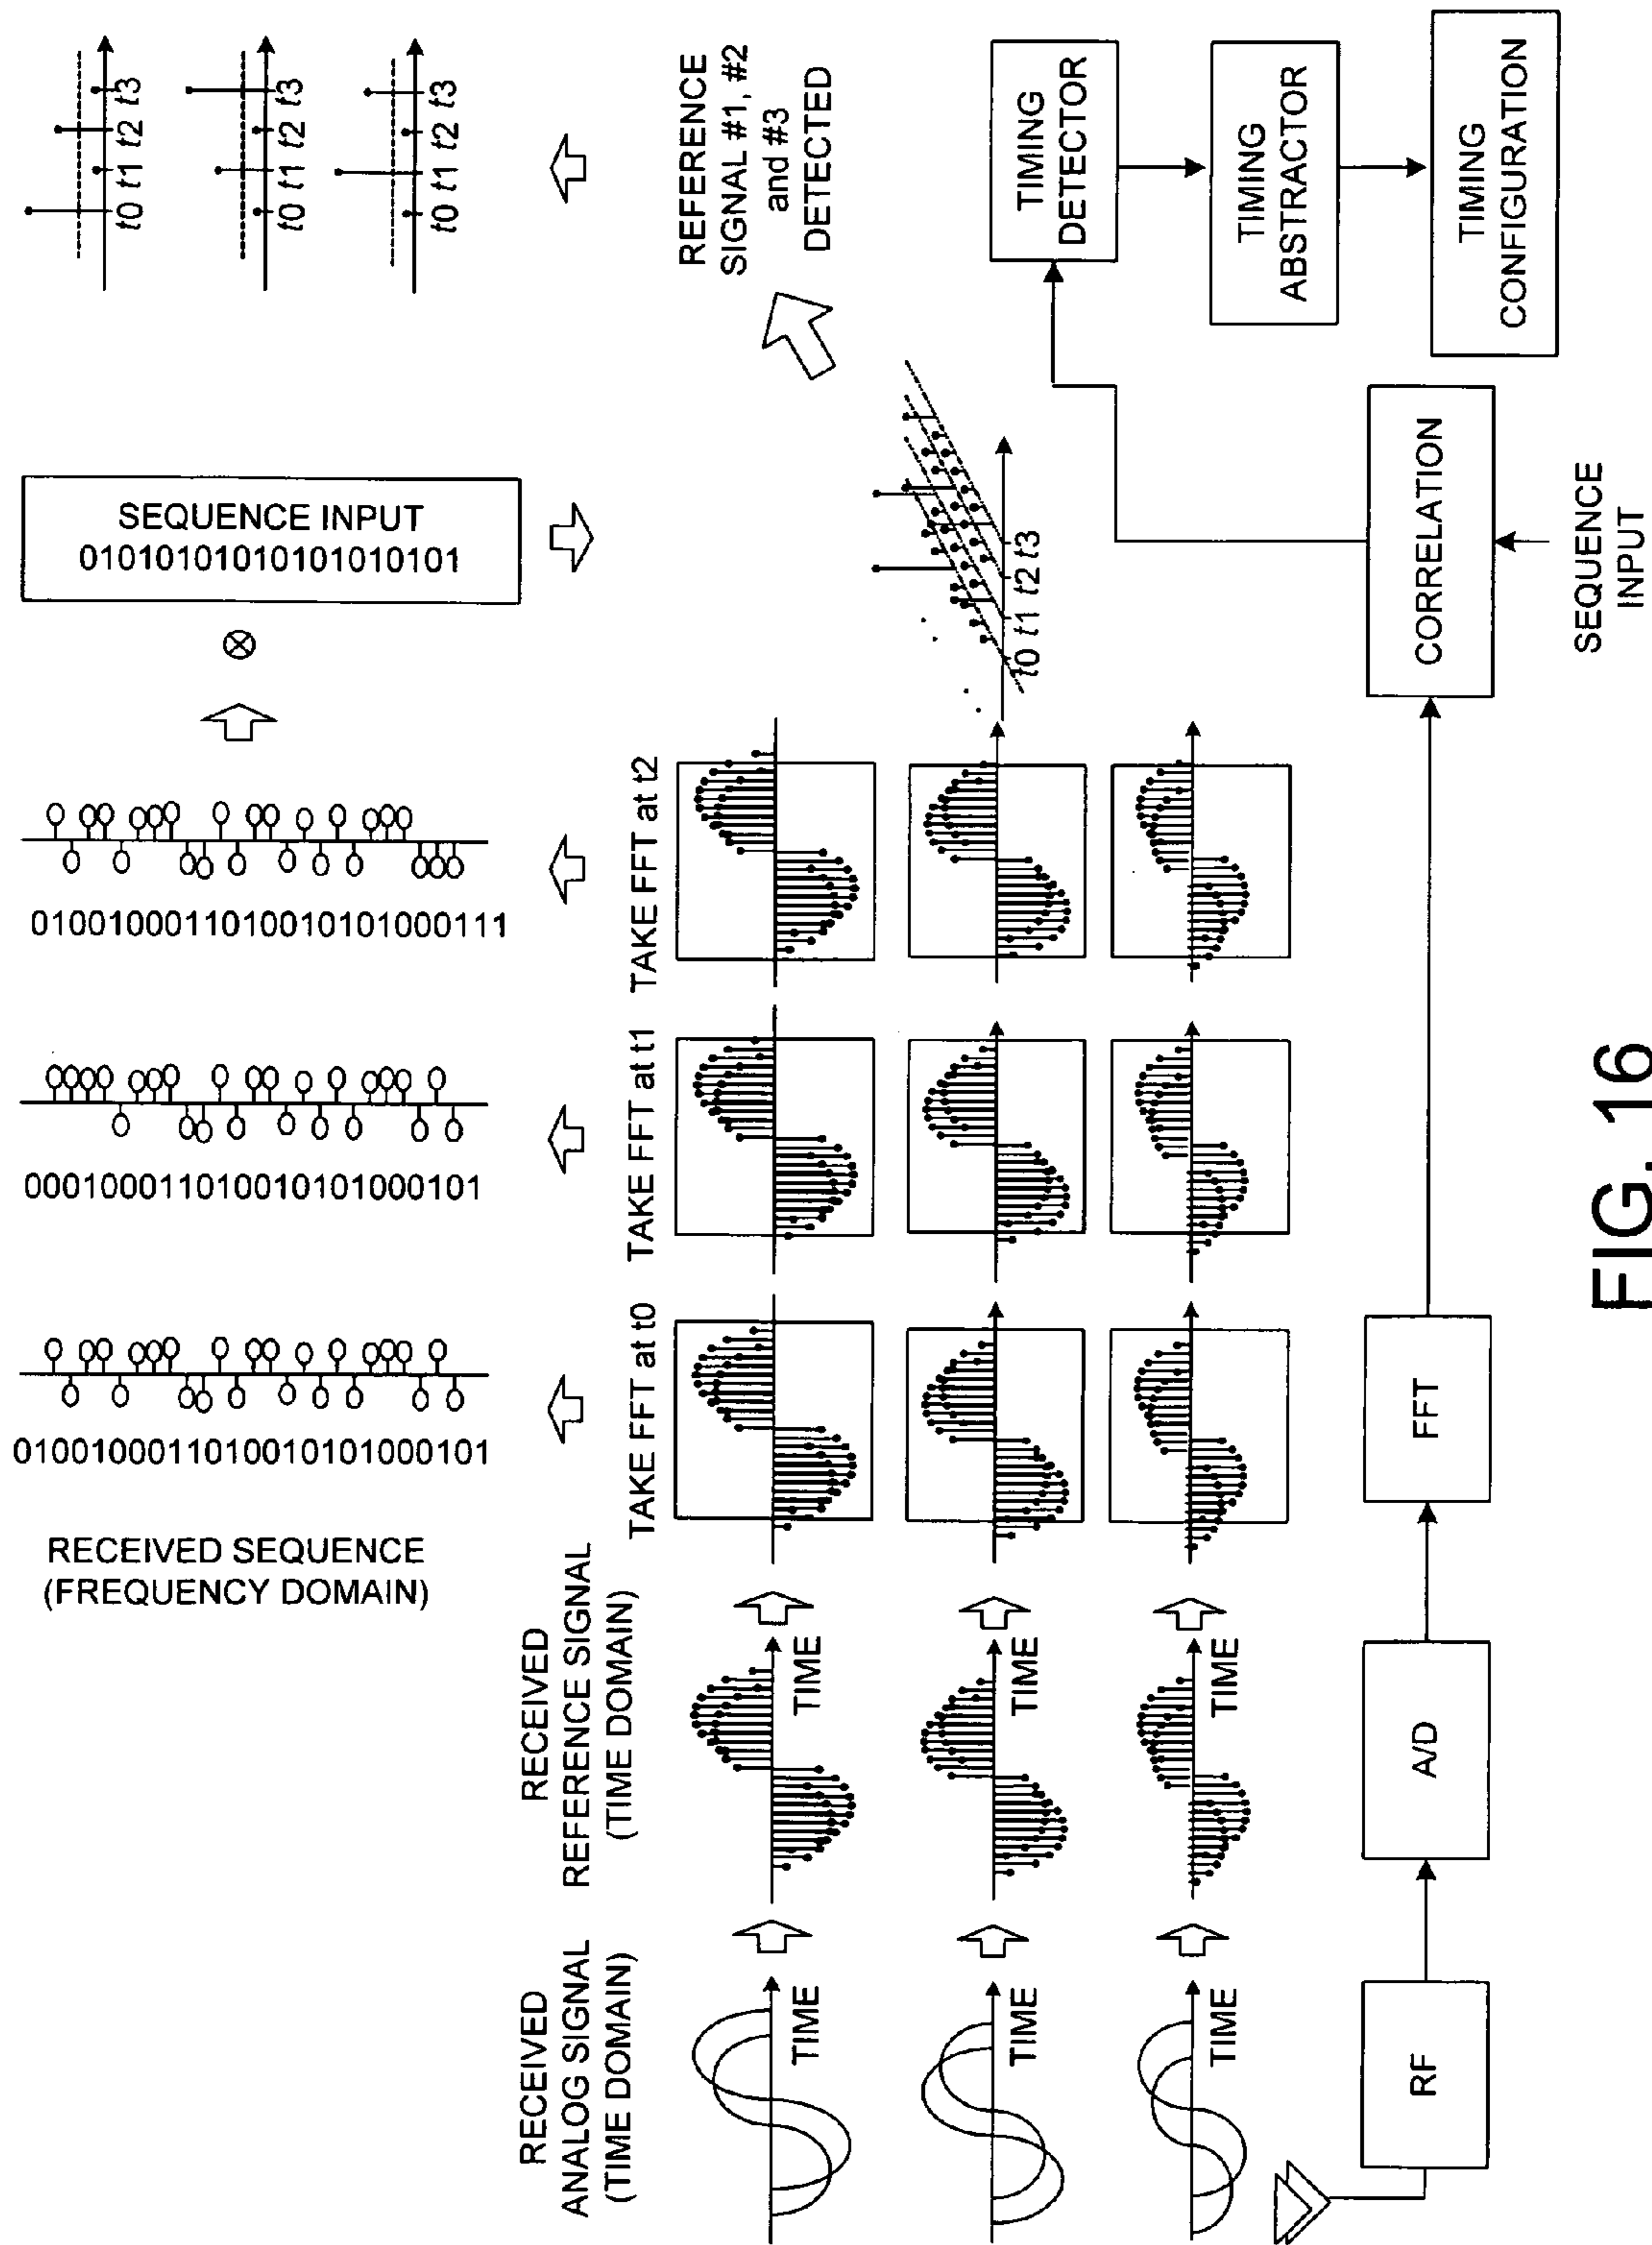 RECEIVED SEQUENCE
(FREQUENCY DOMAIN)
0100100011010010101000101
000100011010010101000101
0100100011010010101000111
SEQUENCE INPUT
01010101010101010101
t0 t1 t2 t3
t0 t1 t2 t3
t0 t1 t2 t3
RECEIVED
ANALOG SIGNAL
(TIME DOMAIN)
RECEIVED
REFERENCE SIGNAL
(TIME DOMAIN)
TAKE FFT at t0
TAKE FFT at t1
TAKE FFT at t2
REFERENCE
SIGNAL #1, #2
and #3
DETECTED
TIME
TIME
TIME
TIME
TIME
TIME
t0 t1 t2 t3
RF
A/D
FFT
CORRELATION
SEQUENCE
INPUT
TIMING
DETECTOR
TIMING
ABSTRACTOR
TIMING
CONFIGURATION
FIG. 16